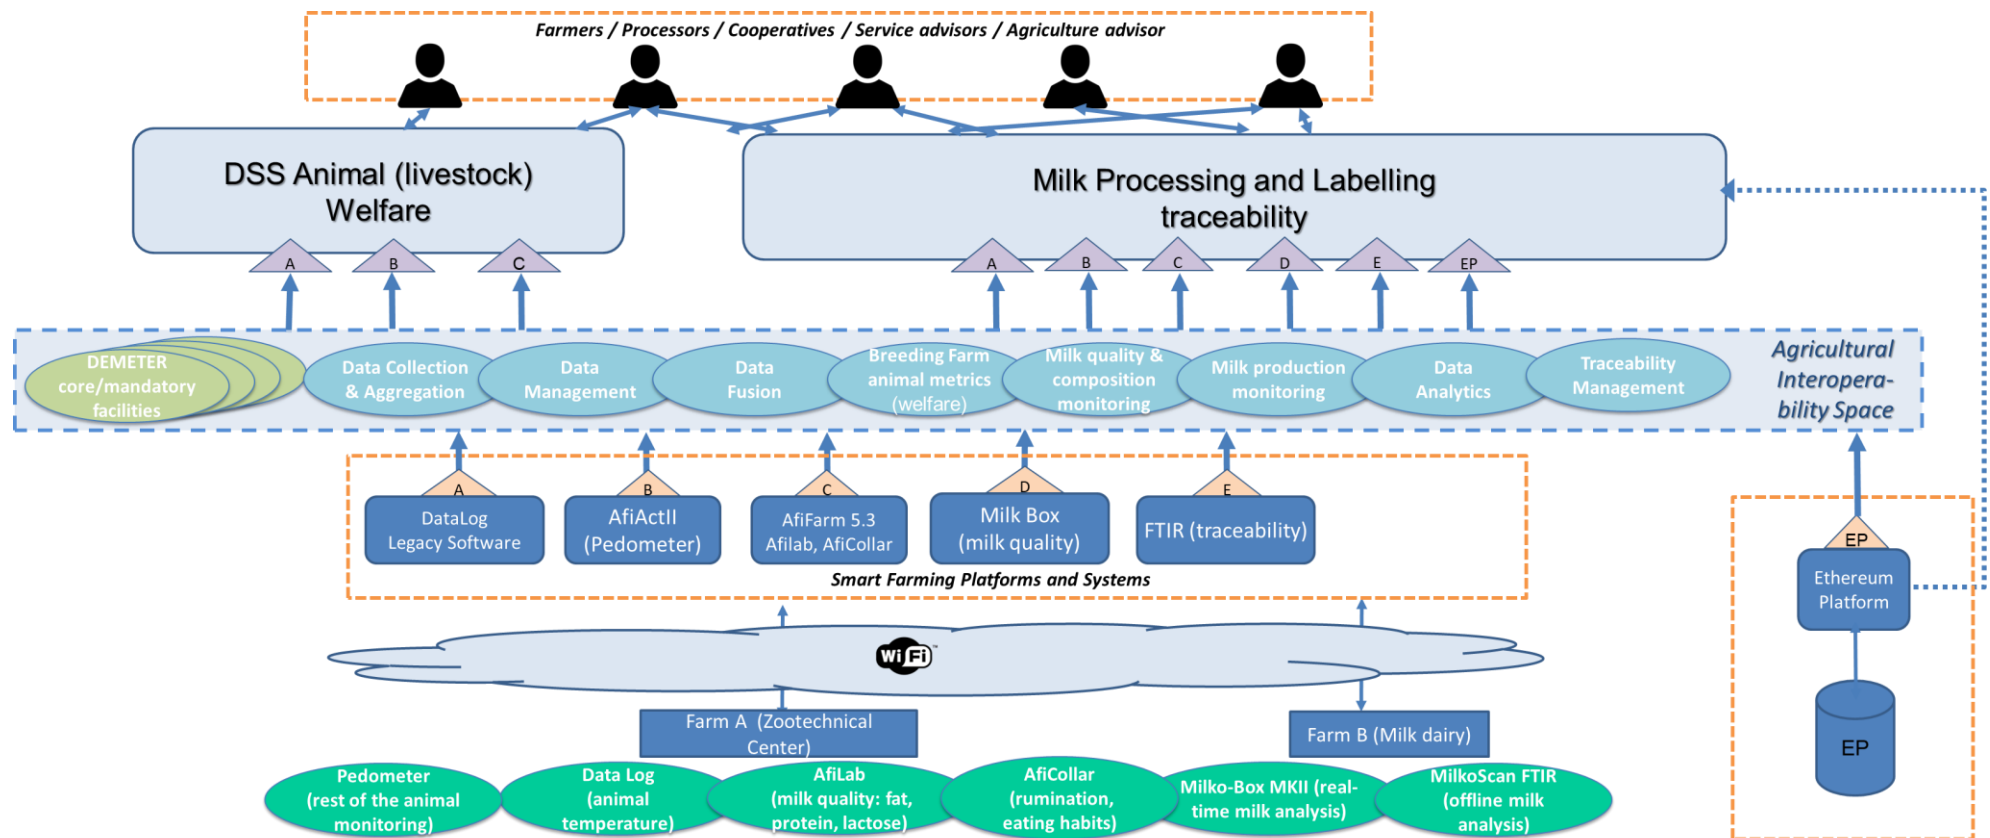 Farmers / Processors / Cooperatives / Service advisors / Agriculture advisor
DSS Animal (livestock)
Welfare
Milk Processing and Labelling
traceability
A
B
C
A
B
C
D
E
EP
DEMETER
core/mandatory
facilities
Data Collection
& Aggregation
Data
Management
Data
Fusion
Breeding Farm
animal metrics
(welfare)
Milk quality &
composition
monitoring
Milk production
monitoring
Data
Analytics
Traceability
Management
Agricultural
Interopera-
bility Space
A
B
C
D
E
DataLog
Legacy Software
AfiActII
(Pedometer)
AfiFarm 5.3
Afilab, AfiCollar
Milk Box
(milk quality)
FTIR (traceability)
Smart Farming Platforms and Systems
EP
Ethereum
Platform
EP
Wi Fi™
Farm A (Zootechnical
Center)
Farm B (Milk dairy)
Pedometer
(rest of the animal
monitoring)
Data Log
(animal
temperature)
AfiLab
(milk quality: fat,
protein, lactose)
AfiCollar
(rumination,
eating habits)
Milko-Box MKII (real-
time milk analysis)
MilkoScan FTIR
(offline milk
analysis)